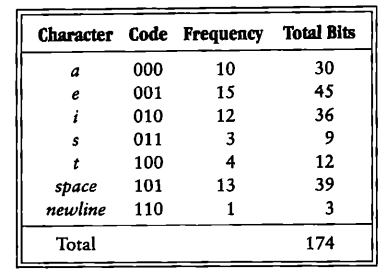 Character Code Frequency Total Bits
a 000 10 30
e 001 15 45
i 010 12 36
s 011 3 9
t 100 4 12
space 101 13 39
newline 110 1 3
Total 174